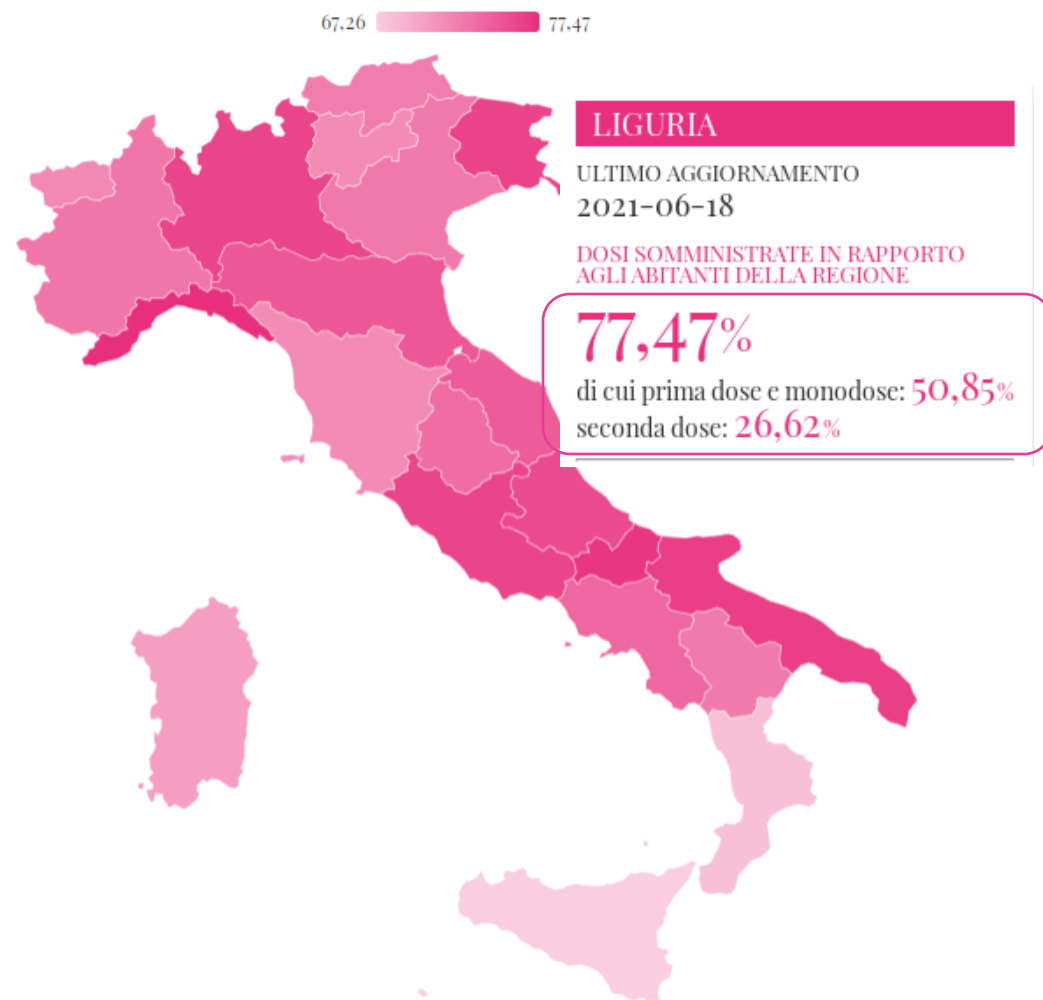 67,26 77,47
LIGURIA
ULTIMO AGGIORNAMENTO
2021-06-18
DOSI SOMMINISTRATE IN RAPPORTO
AGLI ABITANTI DELLA REGIONE
77,47%
di cui prima dose e monodose: 50,85%
seconda dose: 26,62%